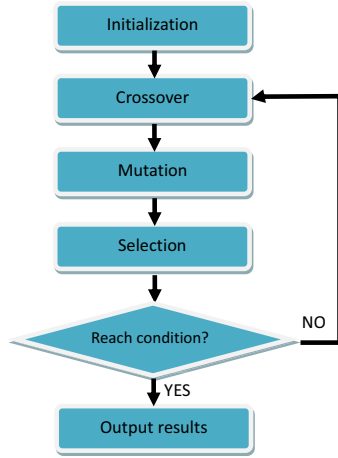 Initialization
Crossover
Mutation
Selection
Reach condition?
NO
YES
Output results